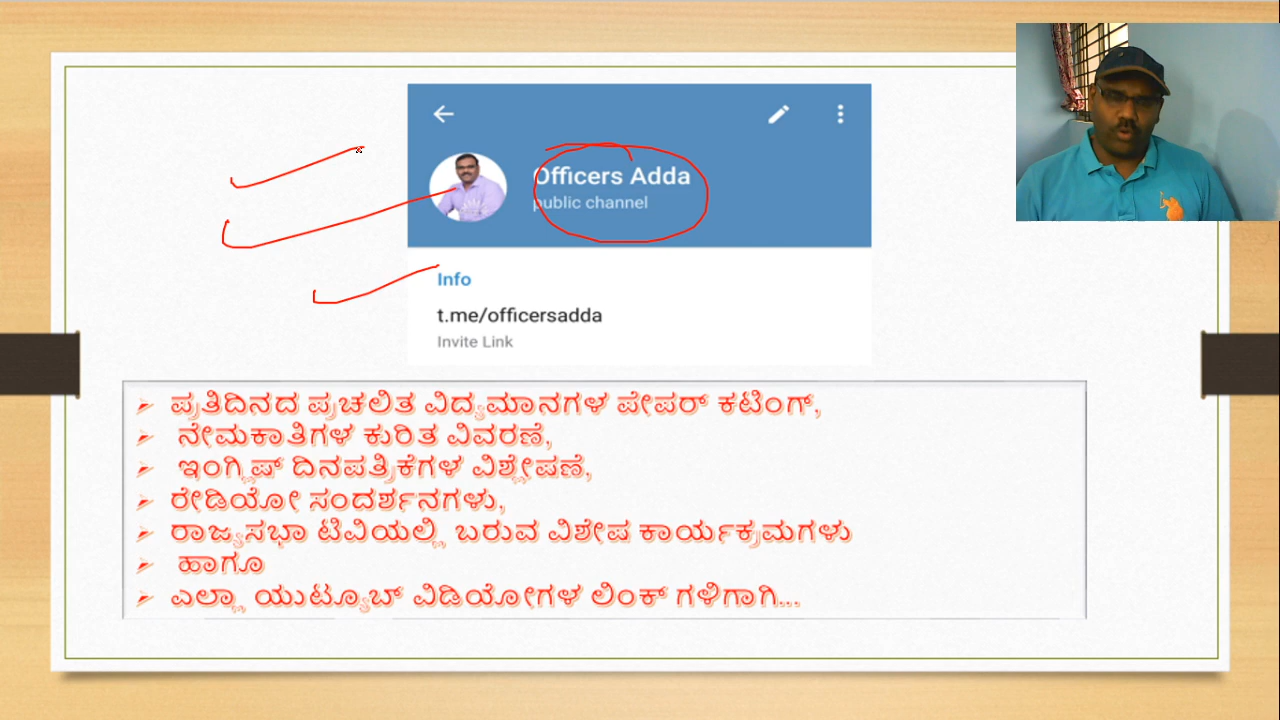 Officers Adda
public channel
Info
t.me/officersadda
Invite Link
ಪ್ರತಿದಿನದ ಪ್ರಚಲಿತ ವಿದ್ಯಮಾನಗಳ ಪೇಪರ್ ಕಟಿಂಗ್,
ನೇಮಕಾತಿಗಳ ಕುರಿತ ವಿವರಣೆ,
ಇಂಗ್ಲಿಷ್ ದಿನಪತ್ರಿಕೆಗಳ ವಿಶ್ಲೇಷಣೆ,
ರೇಡಿಯೋ ಸಂದರ್ಶನಗಳು,
ರಾಜ್ಯಸಭಾ ಟಿವಿಯಲ್ಲಿ ಬರುವ ವಿಶೇಷ ಕಾರ್ಯಕ್ರಮಗಳು
ಹಾಗೂ
ಎಲ್ಲಾ ಯುಟ್ಯೂಬ್ ವಿಡಿಯೋಗಳ ಲಿಂಕ್ ಗಳಿಗಾಗಿ...